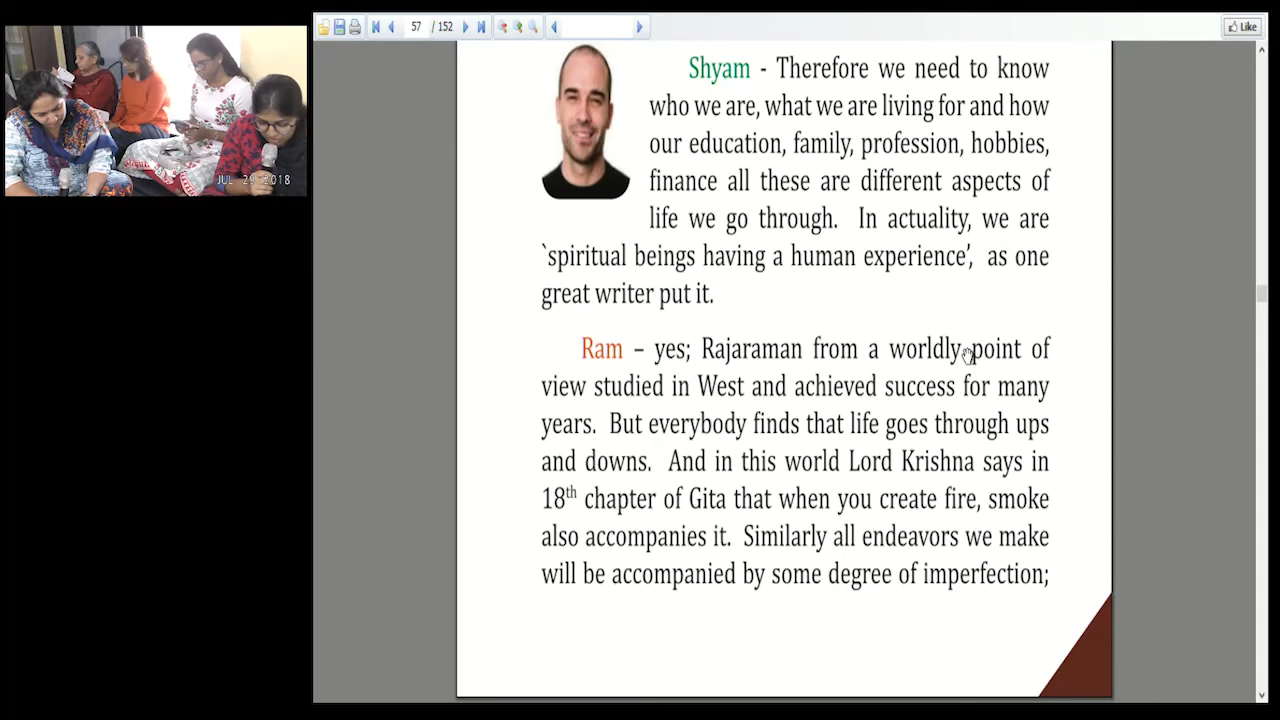 57 / 152
Like
Shyam - Therefore we need to know
who we are, what we are living for and how
our education, family, profession, hobbies,
finance all these are different aspects of
life we go through. In actuality, we are
`spiritual beings having a human experience', as one
great writer put it.
Ram – yes; Rajaraman from a worldly point of
view studied in West and achieved success for many
years. But everybody finds that life goes through ups
and downs. And in this world Lord Krishna says in
18th chapter of Gita that when you create fire, smoke
also accompanies it. Similarly all endeavors we make
will be accompanied by some degree of imperfection;
JUL 29 2018